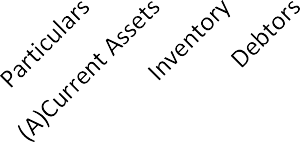 Particulars
(A)Current Assets
Inventory
Debtors